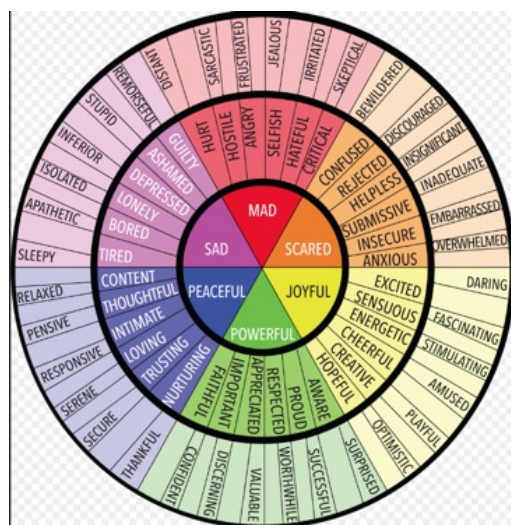 MAD
SCARED
JOYFUL
POWERFUL
PEACEFUL
SAD
HURT
HOSTILE
ANGRY
SELFISH
HATEFUL
CRITICAL
CONFUSED
REJECTED
HELPLESS
SUBMISSIVE
INSECURE
ANXIOUS
EXCITED
SENSUOUS
ENERGETIC
CHEERFUL
CREATIVE
HOPEFUL
AWARE
PROUD
RESPECTED
APPRECIATED
IMPORTANT
FAITHFUL
NURTURING
TRUSTING
LOVING
INTIMATE
THOUGHTFUL
CONTENT
TIRED
BORED
LONELY
DEPRESSED
ASHAMED
GUILTY
DISTANT
SARCASTIC
FRUSTRATED
JEALOUS
IRRITATED
SKEPTICAL
BEWILDERED
DISCOURAGED
INSIGNIFICANT
INADEQUATE
EMBARRASSED
OVERWHELMED
DARING
FASCINATING
STIMULATING
AMUSED
PLAYFUL
OPTIMISTIC
SURPRISED
SUCCESSFUL
WORTHWHILE
VALUABLE
DISCERNING
CONFIDENT
THANKFUL
SECURE
SERENE
RESPONSIVE
PENSIVE
RELAXED
SLEEPY
APATHETIC
ISOLATED
INFERIOR
STUPID
REMORSEFUL